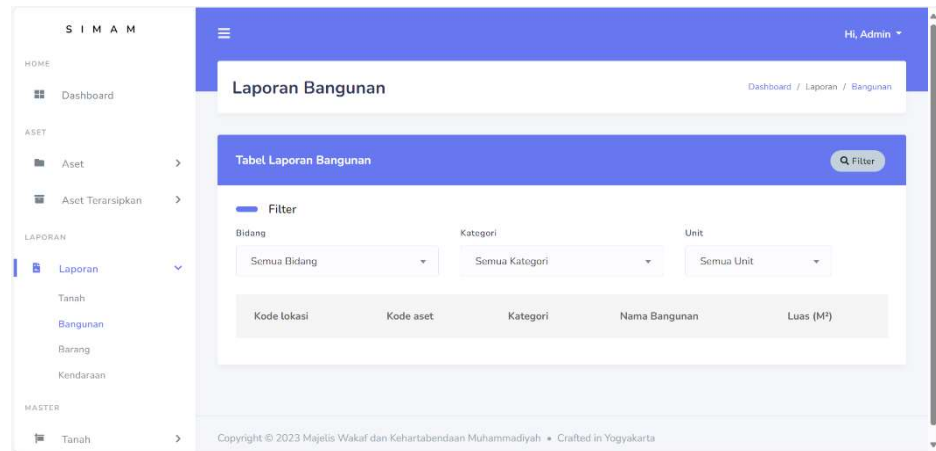 SIMAM
HOME
Dashboard
ASET
Aset
Aset Terarsipkan
LAPORAN
Laporan
Tanah
Bangunan
Barang
Kendaraan
MASTER
Tanah
Hi, Admin
Laporan Bangunan
Dashboard / Laporan / Bangunan
Tabel Laporan Bangunan
Filter
Filter
Bidang Kategori Unit
Semua Bidang Semua Kategori Semua Unit
Kode lokasi Kode aset Kategori Nama Bangunan Luas (M²)
Copyright © 2023 Majelis Wakaf dan Kehartabendaan Muhammadiyah • Crafted in Yogyakarta